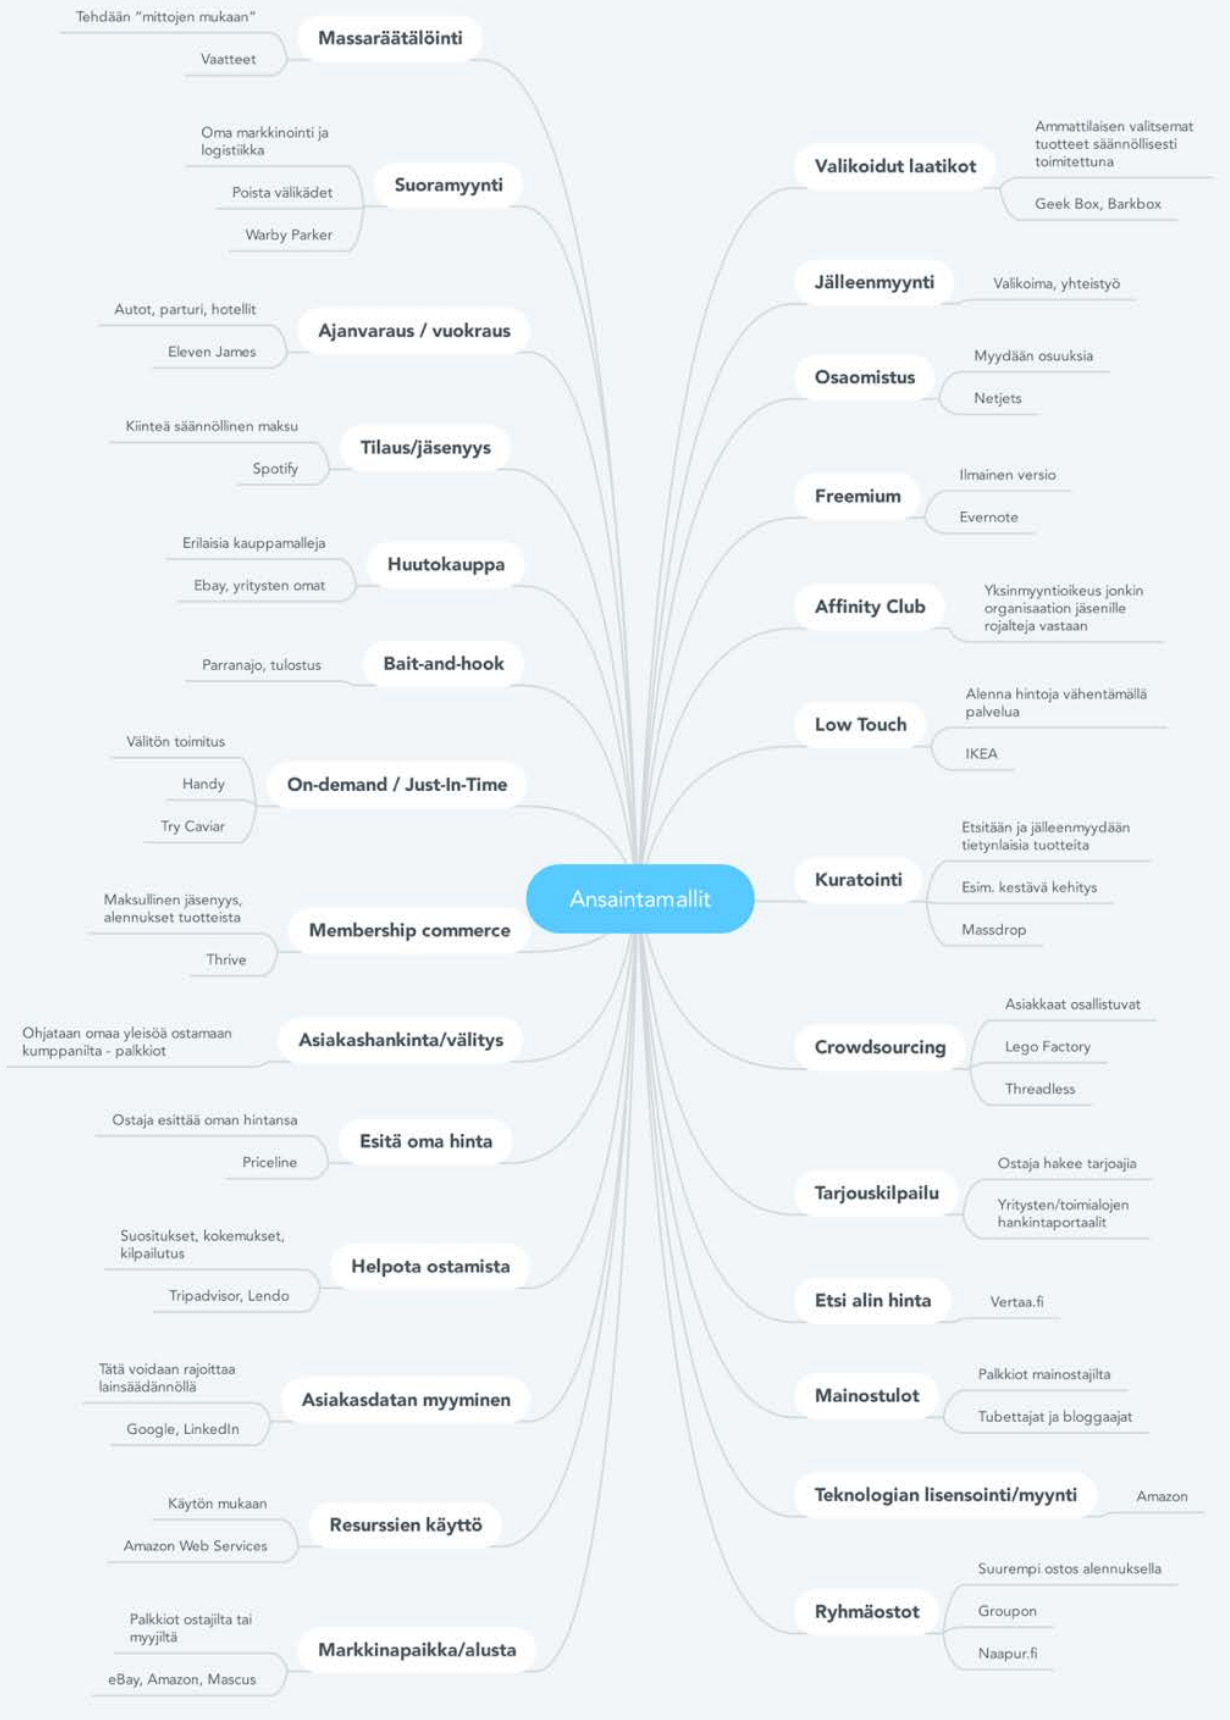 Ansaintamallit
Massaräätälöinti
Tehdään “mittojen mukaan”
Vaatteet
Suoramyynti
Oma markkinointi ja
logistiikka
Poista välikädet
Warby Parker
Ajanvaraus / vuokraus
Autot, parturi, hotellit
Eleven James
Tilaus/jäsenyys
Kiinteä säännöllinen maksu
Spotify
Huutokauppa
Erilaisia kauppamalleja
Ebay, yritysten omat
Bait-and-hook
Parranajo, tulostus
On-demand / Just-In-Time
Välitön toimitus
Handy
Try Caviar
Membership commerce
Maksullinen jäsenyys,
alennukset tuotteista
Thrive
Asiakashankinta/välitys
Ohjataan omaa yleisöä ostamaan
kumppanilta - palkkiot
Esitä oma hinta
Ostaja esittää oman hintansa
Priceline
Helpota ostamista
Suositukset, kokemukset,
kilpailutus
Tripadvisor, Lendo
Asiakasdatan myyminen
Tätä voidaan rajoittaa
lainsäädännöllä
Google, LinkedIn
Resurssien käyttö
Käytön mukaan
Amazon Web Services
Markkinapaikka/alusta
Palkkiot ostajilta tai
myyjiltä
eBay, Amazon, Mascus
Valikoidut laatikot
Ammattilaisen valitsemat
tuotteet säännöllisesti
toimitettuna
Geek Box, Barkbox
Jälleenmyynti
Valikoima, yhteistyö
Osaomistus
Myydään osuuksia
Netjets
Freemium
Ilmainen versio
Evernote
Affinity Club
Yksinmyyntioikeus jonkin
organisaation jäsenille
rojalteja vastaan
Low Touch
Alenna hintoja vähentämällä
palvelua
IKEA
Kuratointi
Etsitään ja jälleenmyydään
tietynlaisia tuotteita
Esim. kestävä kehitys
Massdrop
Crowdsourcing
Asiakkaat osallistuvat
Lego Factory
Threadless
Tarjouskilpailu
Ostaja hakee tarjoajia
Yritysten/toimialojen
hankintaportaalit
Etsi alin hinta
Vertaa.fi
Mainostulot
Palkkiot mainostajilta
Tubettajat ja bloggaajat
Teknologian lisensointi/myynti
Amazon
Ryhmäostot
Suurempi ostos alennuksella
Groupon
Naapur.fi